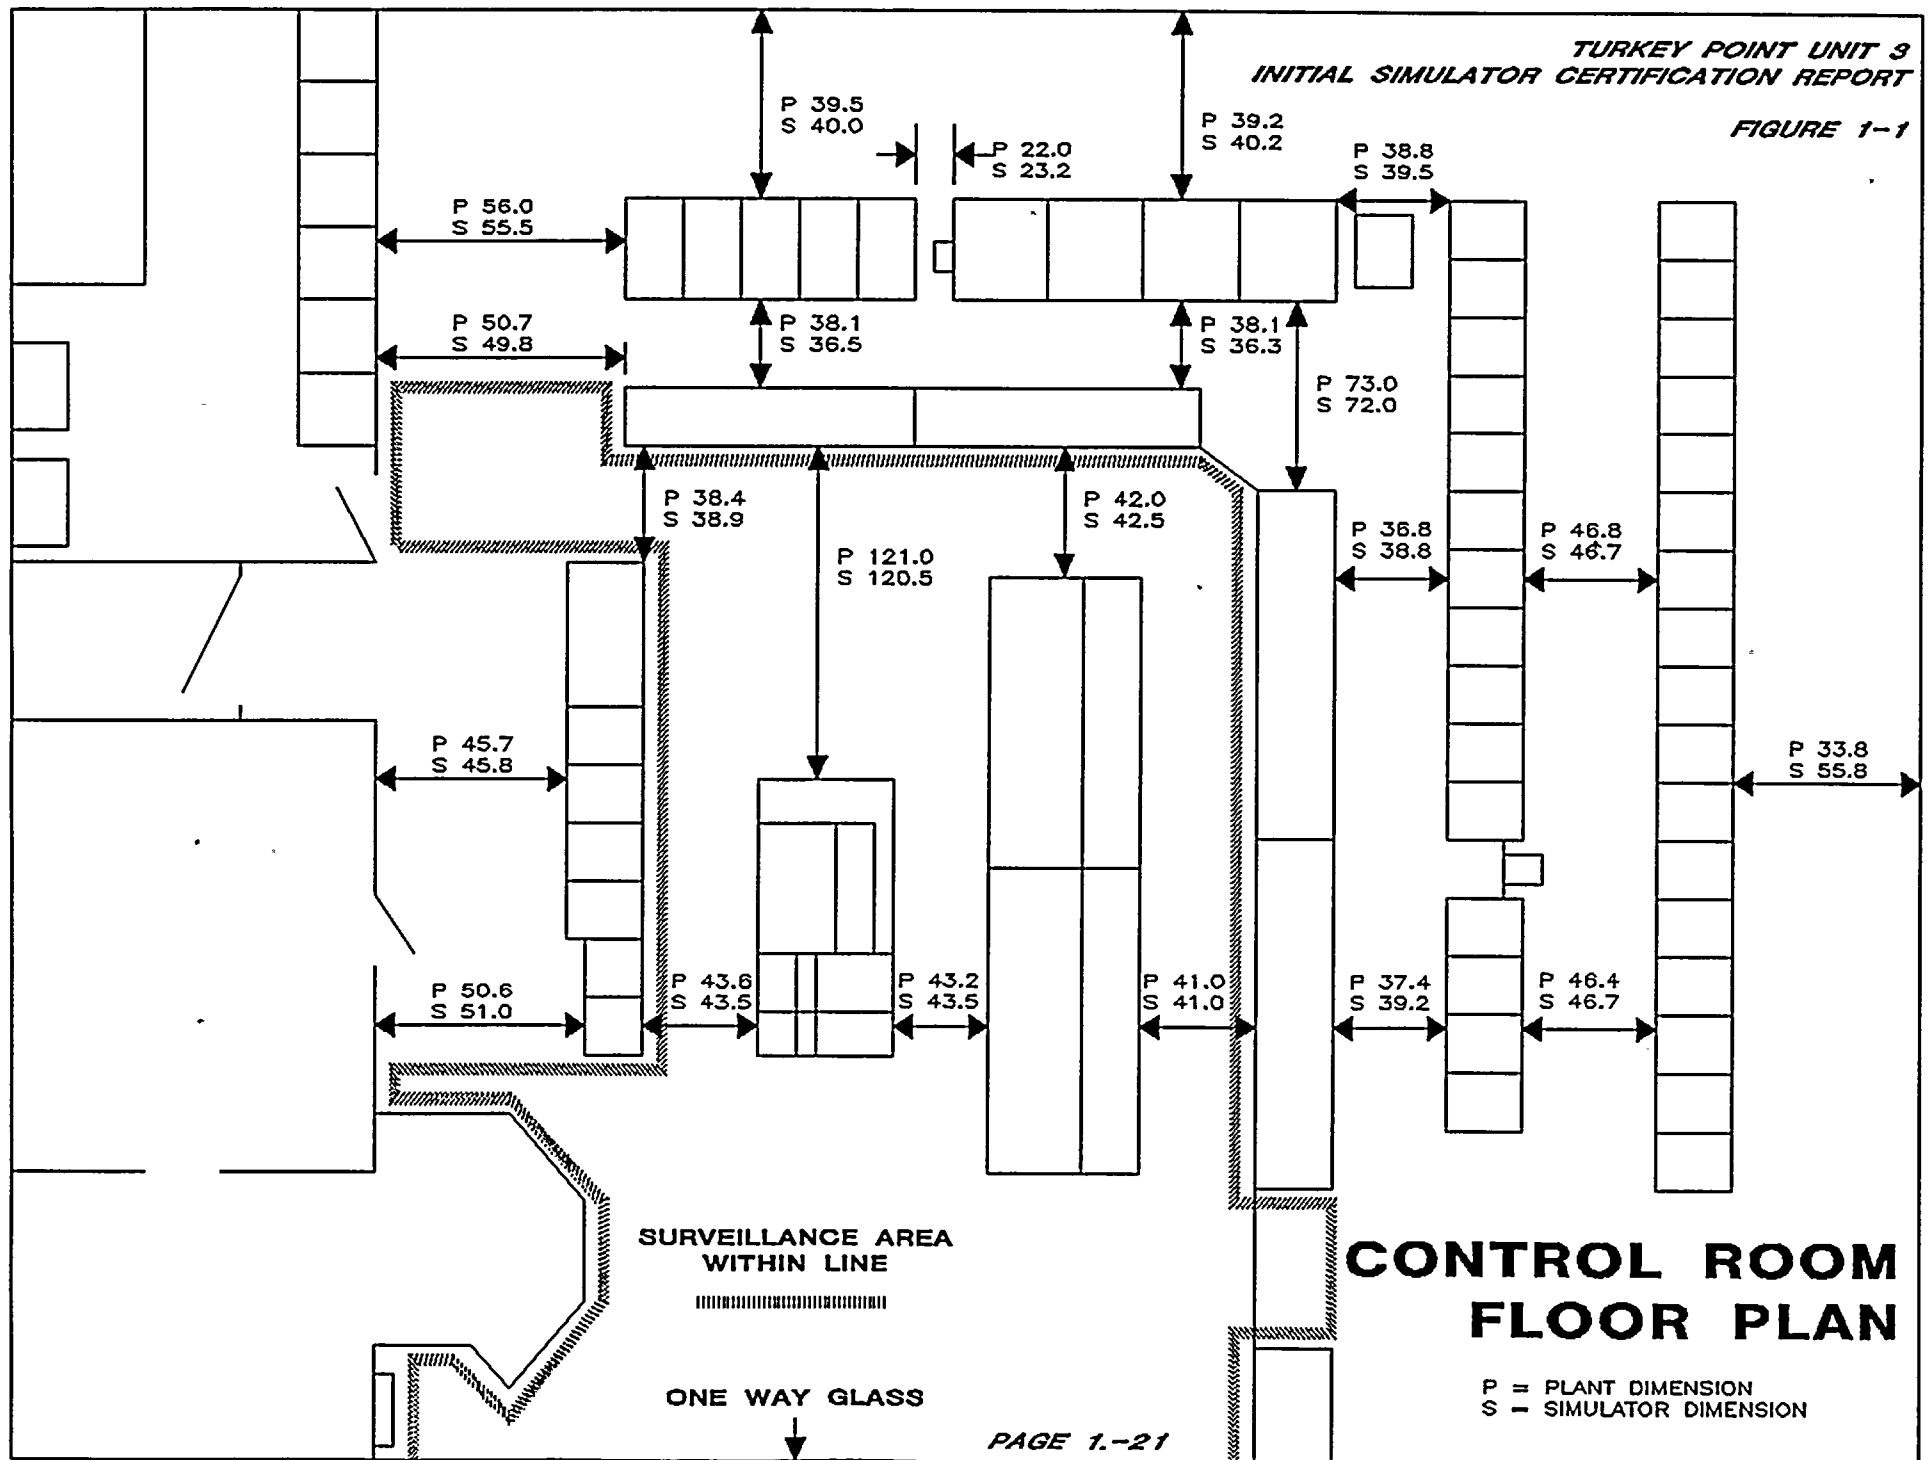 TURKEY POINT UNIT 3
INITIAL SIMULATOR CERTIFICATION REPORT
FIGURE 1-1
P 39.5
S 40.0
P 39.2
S 40.2
P 22.0
S 23.2
P 38.8
S 39.5
P 56.0
S 55.5
P 50.7
S 49.8
P 38.1
S 36.5
P 38.1
S 36.3
P 73.0
S 72.0
P 38.4
S 38.9
P 42.0
S 42.5
P 121.0
S 120.5
P 36.8
S 38.8
P 46.8
S 46.7
P 45.7
S 45.8
P 33.8
S 55.8
P 50.6
S 51.0
P 43.6
S 43.5
P 43.2
S 43.5
P 41.0
S 41.0
P 37.4
S 39.2
P 46.4
S 46.7
SURVEILLANCE AREA
WITHIN LINE
CONTROL ROOM
FLOOR PLAN
P = PLANT DIMENSION
S = SIMULATOR DIMENSION
ONE WAY GLASS
PAGE 1.-21